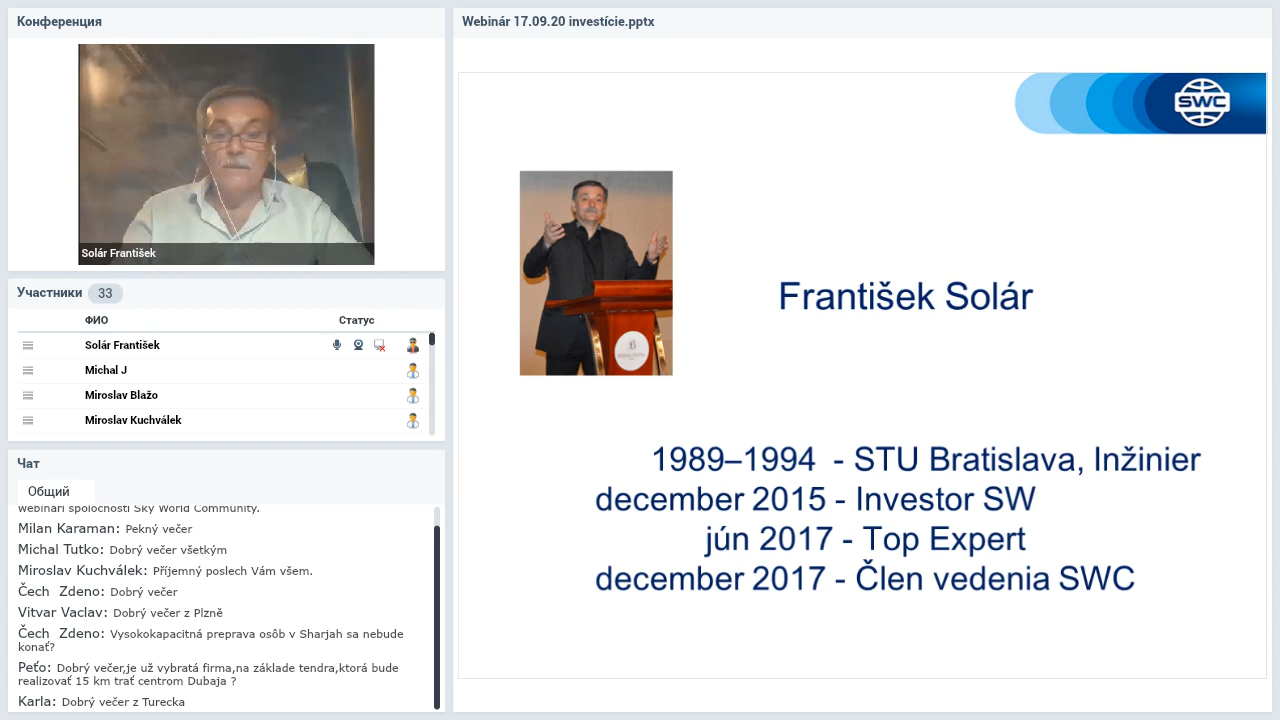 Конференция
Solár František
Участники 33
ФИО Статус
Solár František
Michal J
Miroslav Blažo
Miroslav Kuchválek
Чат
Общий
webinári spoločnosti Sky World Community.
Milan Karaman: Pekný večer
Michal Tutko: Dobrý večer všetkým
Miroslav Kuchválek: Příjemný poslech Vám všem.
Čech Zdeno: Dobrý večer
Vitvar Vaclav: Dobrý večer z Plzně
Čech Zdeno: Vysokokapacitná preprava osôb v Sharjah sa nebude
konať?
Peťo: Dobrý večer,je už vybratá firma,na základe tendra,ktorá bude
realizovať 15 km trať centrom Dubaja ?
Karla: Dobrý večer z Turecka
Webinár 17.09.20 investície.pptx
SWC
František Solár
1989–1994 - STU Bratislava, Inžinier
december 2015 - Investor SW
jún 2017 - Top Expert
december 2017 - Člen vedenia SWC